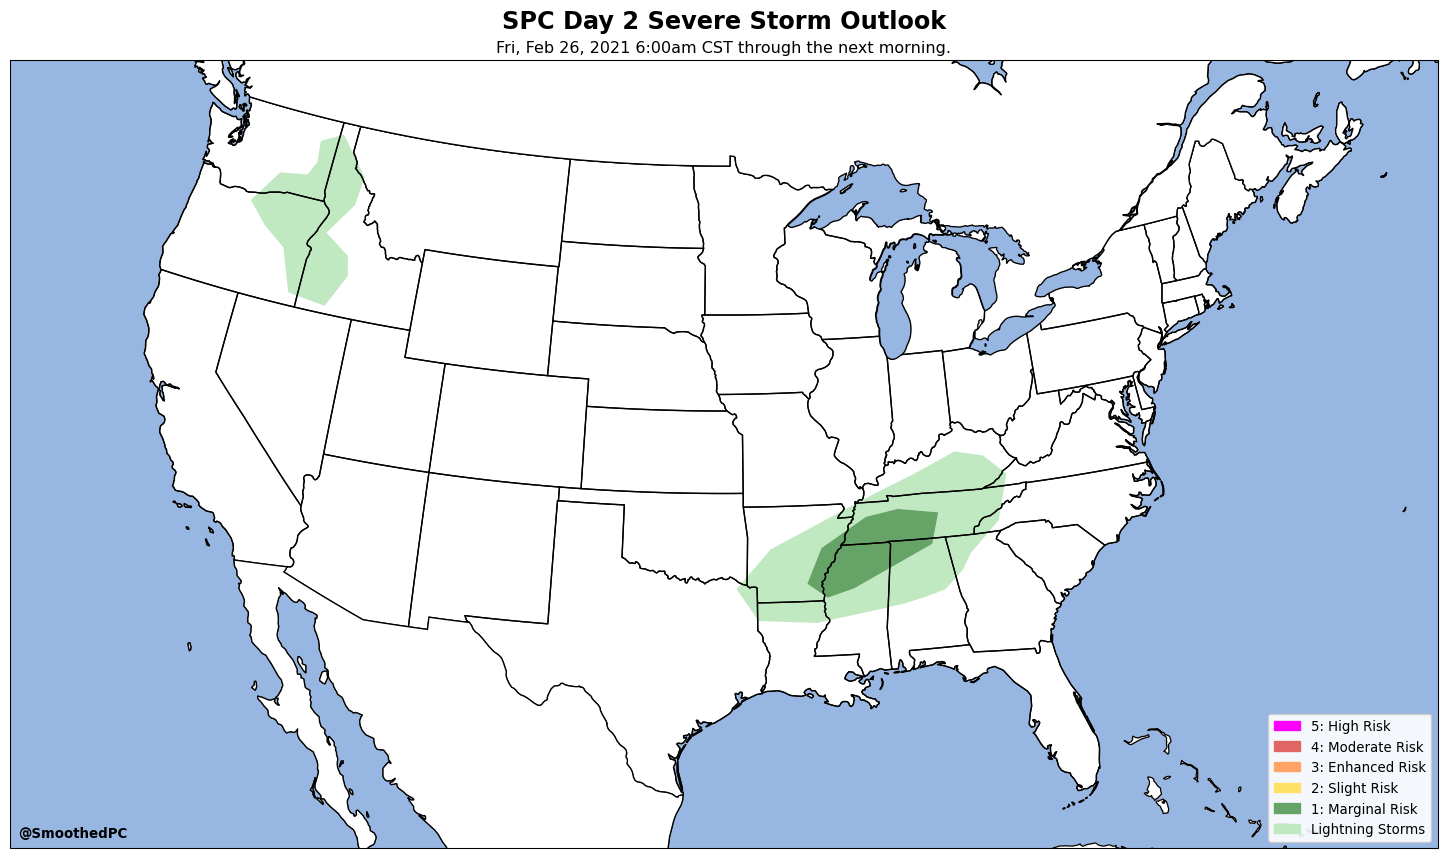 SPC Day 2 Severe Storm Outlook
Fri, Feb 26, 2021 6:00am CST through the next morning.
5: High Risk
4: Moderate Risk
3: Enhanced Risk
2: Slight Risk
1: Marginal Risk
Lightning Storms
@SmoothedPC